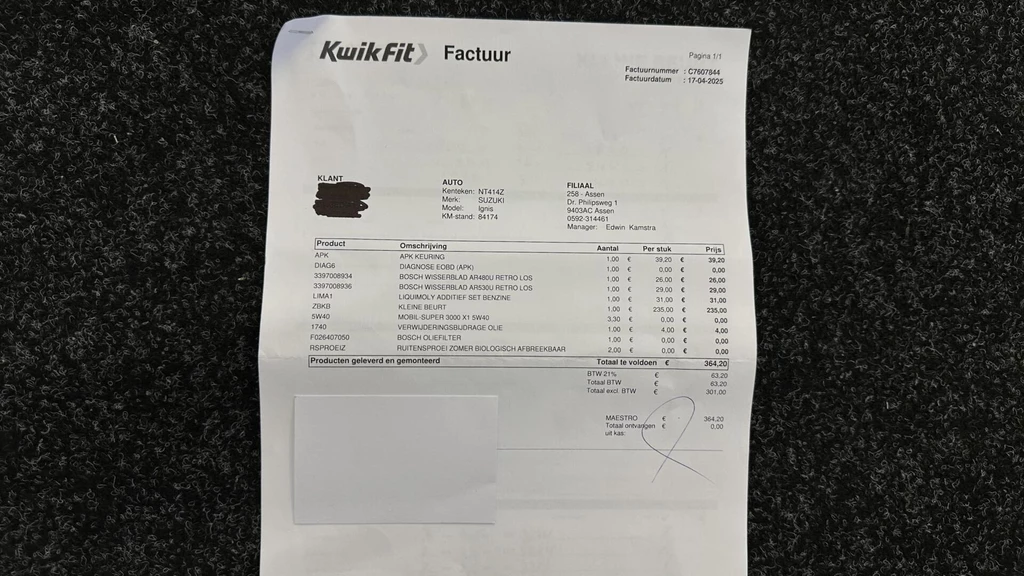 KwikFit Factuur
Pagina 1/1
Factuurnummer : C7607844
Factuurdatum : 17-04-2025
KLANT
AUTO
Kenteken: NT414Z
Merk: SUZUKI
Model: Ignis
KM-stand: 84174
FILIAAL
258 - Assen
Dr. Philipsweg 1
9403AC Assen
0592-314461
Manager: Edwin Kamstra
Product Omschrijving Aantal Per stuk Prijs
APK APK KEURING 1,00 € 39,20 € 39,20
DIAG6 DIAGNOSE EOBD (APK) 1,00 € 0,00 € 0,00
3397008934 BOSCH WISSERBLAD AR480U RETRO LOS 1,00 € 26,00 € 26,00
3397008936 BOSCH WISSERBLAD AR530U RETRO LOS 1,00 € 29,00 € 29,00
LIMA1 LIQUIMOLY ADDITIEF SET BENZINE 1,00 € 31,00 € 31,00
ZBKB KLEINE BEURT 1,00 € 235,00 € 235,00
5W40 MOBIL-SUPER 3000 X1 5W40 3,30 € 0,00 € 0,00
1740 VERWIJDERINGSBIJDRAGE OLIE 1,00 € 4,00 € 4,00
F026407050 BOSCH OLIEFILTER 1,00 € 0,00 € 0,00
RSPROEIZ RUITENSPROEI ZOMER BIOLOGISCH AFBREEKBAAR 2,00 € 0,00 € 0,00
Producten geleverd en gemonteerd Totaal te voldoen € 364,20
BTW 21% € 63,20
Totaal BTW € 63,20
Totaal excl. BTW € 301,00
MAESTRO € 364,20
Totaal ontvangen € 0,00
uit kas: